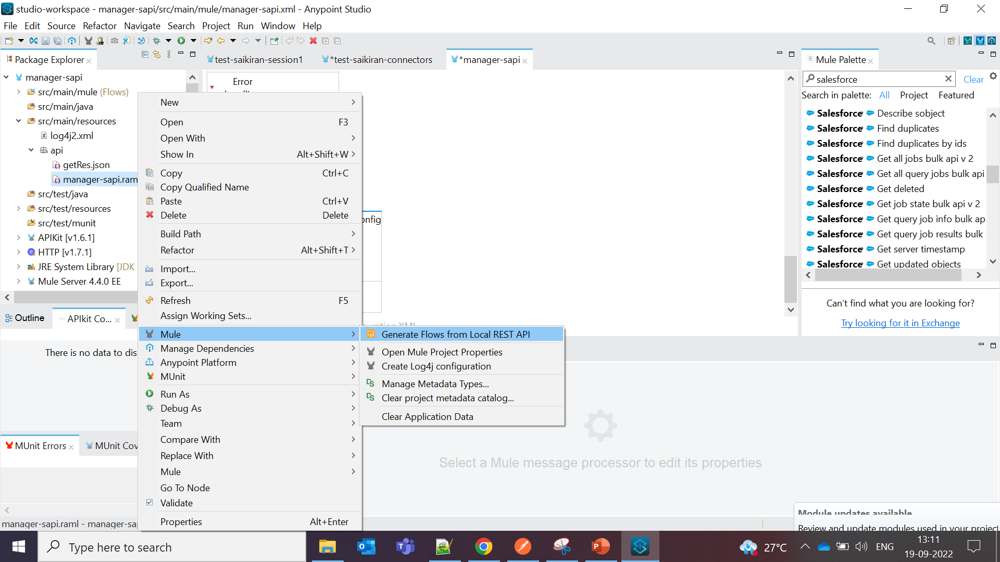 studio-workspace - manager-sapi/src/main/mule/manager-sapi.xml - Anypoint Studio
File Edit Source Refactor Navigate Search Project Run Window Help
Package Explorer
test-saikiran-session1
*test-saikiran-connectors
*manager-sapi
Mule Palette
manager-sapi
src/main/mule (Flows)
src/main/java
src/main/resources
log4j2.xml
api
getRes.json
manager-sapi.ram
src/test/java
src/test/resources
src/test/munit
APIKit [v1.6.1]
HTTP [v1.7.1]
JRE System Library [JDK
Mule Server 4.4.0 EE
Outline
APIkit Co...
There is no data to dis
MUnit Errors
MUnit Cov
manager-sapi.raml - manager-sa
Error
New
Open F3
Open With
Show In Alt+Shift+W
Copy Ctrl+C
Copy Qualified Name
Paste Ctrl+V
Delete Delete
Build Path
Refactor Alt+Shift+T
Import...
Export...
Refresh F5
Assign Working Sets...
Mule
Manage Dependencies
Anypoint Platform
MUnit
Run As
Debug As
Team
Compare With
Replace With
Mule
Go To Node
Validate
Properties Alt+Enter
onfig
Generate Flows from Local REST API
Open Mule Project Properties
Create Log4j configuration
Manage Metadata Types...
Clear project metadata catalog...
Clear Application Data
Select a Mule message processor to edit its properties
salesforce
Clear
Search in palette: All Project Featured
Salesforce Describe sobject
Salesforce Find duplicates
Salesforce Find duplicates by ids
Salesforce Get all jobs bulk api v 2
Salesforce Get all query jobs bulk api
Salesforce Get deleted
Salesforce Get job state bulk api v 2
Salesforce Get query job info bulk ap
Salesforce Get query job results bulk
Salesforce Get server timestamp
Salesforce Get updated objects
Can't find what you are looking for?
Try looking for it in Exchange
Module updates available
Review and update modules used in your project
Type here to search
27°C
ENG
13:11
19-09-2022